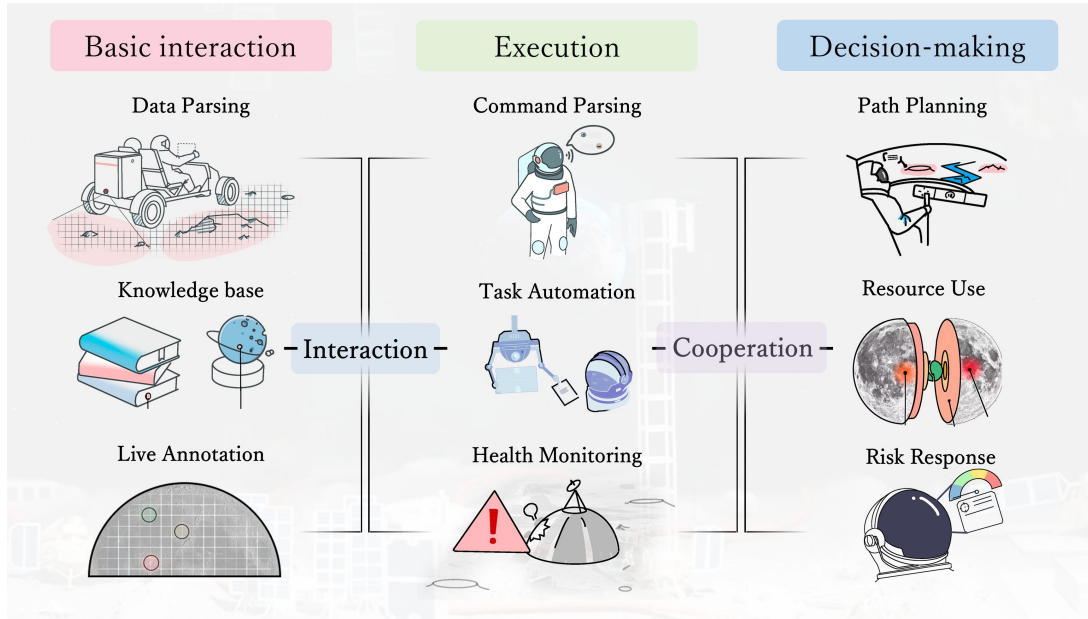 Basic interaction
Execution
Decision-making
Data Parsing
Command Parsing
Path Planning
Knowledge base
Task Automation
Resource Use
Interaction
Cooperation
Live Annotation
Health Monitoring
Risk Response
!